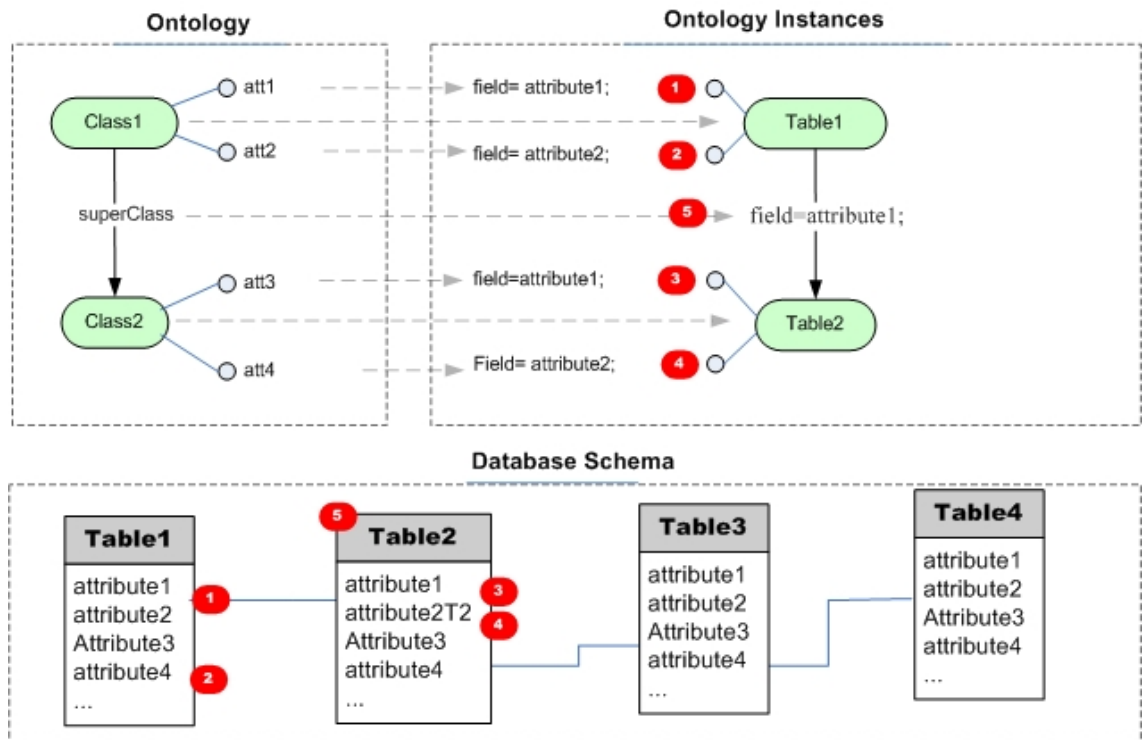 Ontology
Ontology Instances
att1
field= attribute1;
1
Class1
Table1
att2
field= attribute2;
2
superClass
5
field=attribute1;
att3
field=attribute1;
3
Class2
Table2
att4
Field= attribute2;
4
Database Schema
Table1
attribute1
attribute2
Attribute3
attribute4
...
1
2
5
Table2
attribute1
attribute2T2
Attribute3
attribute4
...
3
4
Table3
attribute1
attribute2
Attribute3
attribute4
...
Table4
attribute1
attribute2
Attribute3
attribute4
...